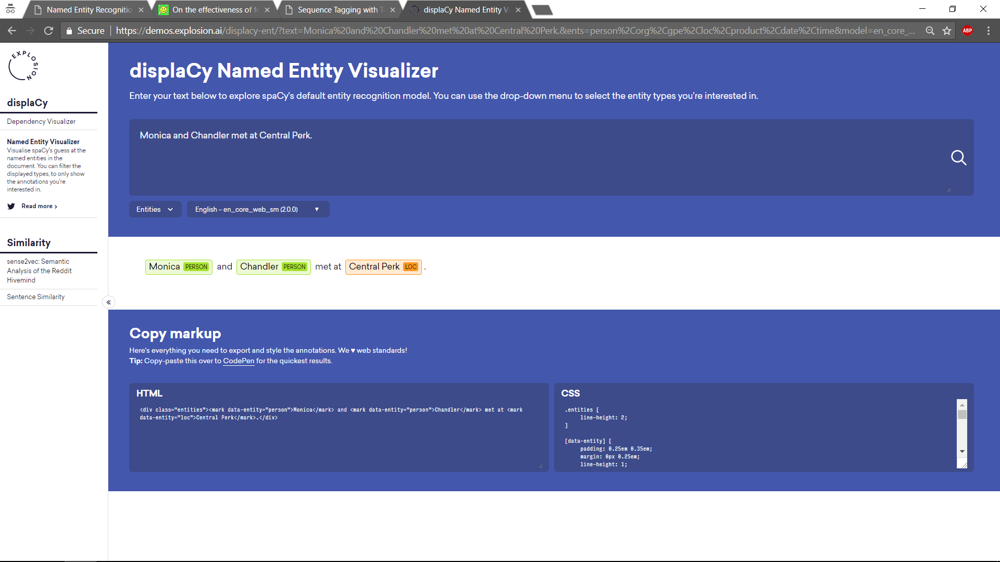 Named Entity Recognitio
On the effectiveness of fe
Sequence Tagging with T
displaCy Named Entity Vi
Secure
https://demos.explosion.ai/displacy-ent/?text=Monica%20and%20Chandler%20met%20at%20Central%20Perk.&ents=person%2Corg%2Cgpe%2Cloc%2Cproduct%2Cdate%2Ctime&model=en_core_...
ABP
EXPLOSION
displaCy
Dependency Visualizer
Named Entity Visualizer
Visualise spaCy's guess at the
named entities in the
document. You can filter the
displayed types, to only show
the annotations you're
interested in.
Read more ›
Similarity
sense2vec: Semantic
Analysis of the Reddit
Hivemind
Sentence Similarity
«
displaCy Named Entity Visualizer
Enter your text below to explore spaCy's default entity recognition model. You can use the drop-down menu to select the entity types you're interested in.
Monica and Chandler met at Central Perk.
Entities
English – en_core_web_sm (2.0.0) ▼
Monica PERSON and Chandler PERSON met at Central Perk LOC .
Copy markup
Here's everything you need to export and style the annotations. We ♥ web standards!
Tip: Copy-paste this over to CodePen for the quickest results.
HTML
<div class="entities"><mark data-entity="person">Monica</mark> and <mark data-entity="person">Chandler</mark> met at <mark
data-entity="loc">Central Perk</mark>.</div>
CSS
.entities {
line-height: 2;
}
[data-entity] {
padding: 0.25em 0.35em;
margin: 0px 0.25em;
line-height: 1;